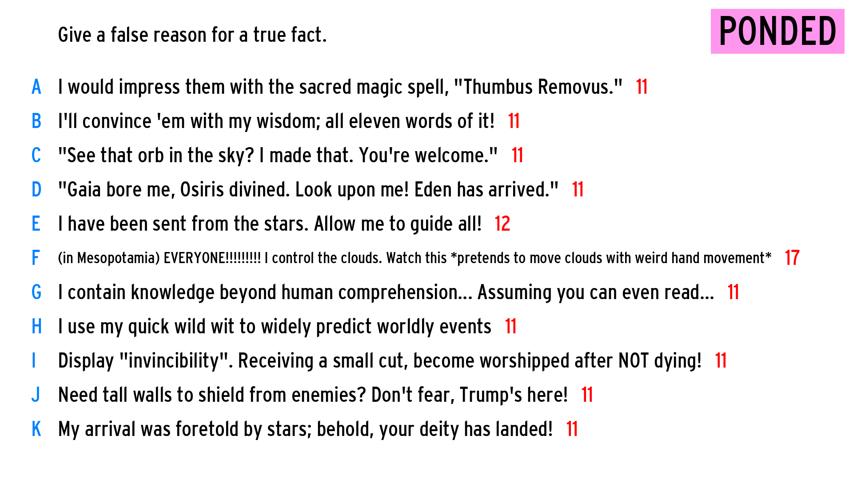 Give a false reason for a true fact.
PONDED
A I would impress them with the sacred magic spell, "Thumbus Removus." 11
B I'll convince 'em with my wisdom; all eleven words of it! 11
C "See that orb in the sky? I made that. You're welcome." 11
D "Gaia bore me, Osiris divined. Look upon me! Eden has arrived." 11
E I have been sent from the stars. Allow me to guide all! 12
F (in Mesopotamia) EVERYONE!!!!!!!!! I control the clouds. Watch this *pretends to move clouds with weird hand movement* 17
G I contain knowledge beyond human comprehension... Assuming you can even read... 11
H I use my quick wild wit to widely predict worldly events 11
I Display "invincibility". Receiving a small cut, become worshipped after NOT dying! 11
J Need tall walls to shield from enemies? Don't fear, Trump's here! 11
K My arrival was foretold by stars; behold, your deity has landed! 11